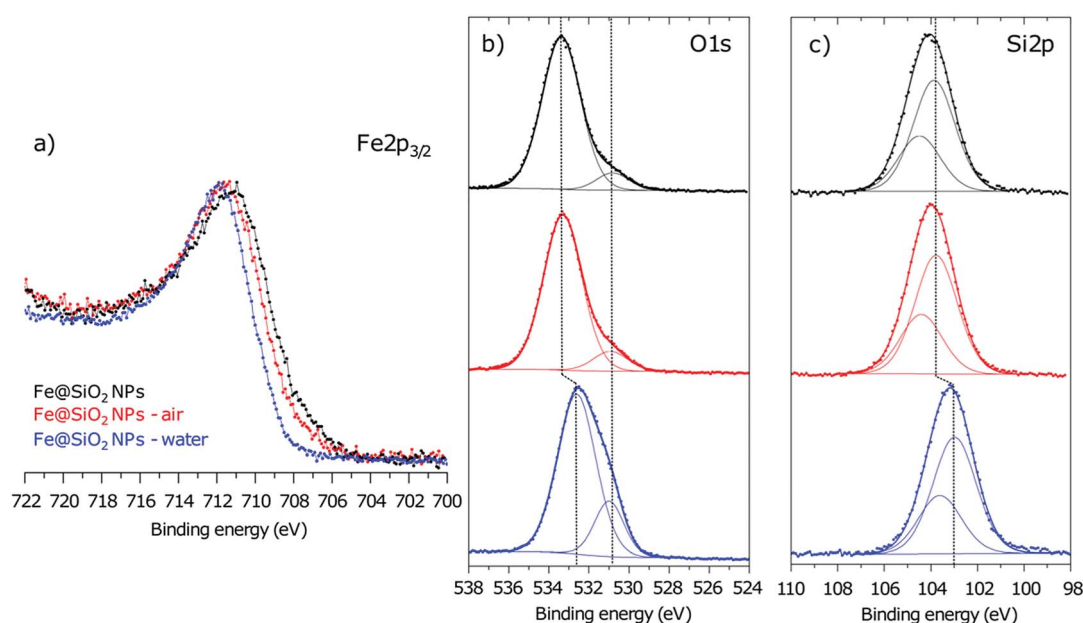 a)
Fe2p3/2
Fe@SiO2 NPs
Fe@SiO2 NPs - air
Fe@SiO2 NPs - water
722 720 718 716 714 712 710 708 706 704 702 700
Binding energy (eV)
b)
O1s
538 536 534 532 530 528 526 524
Binding energy (eV)
c)
Si2p
110 108 106 104 102 100 98
Binding energy (eV)